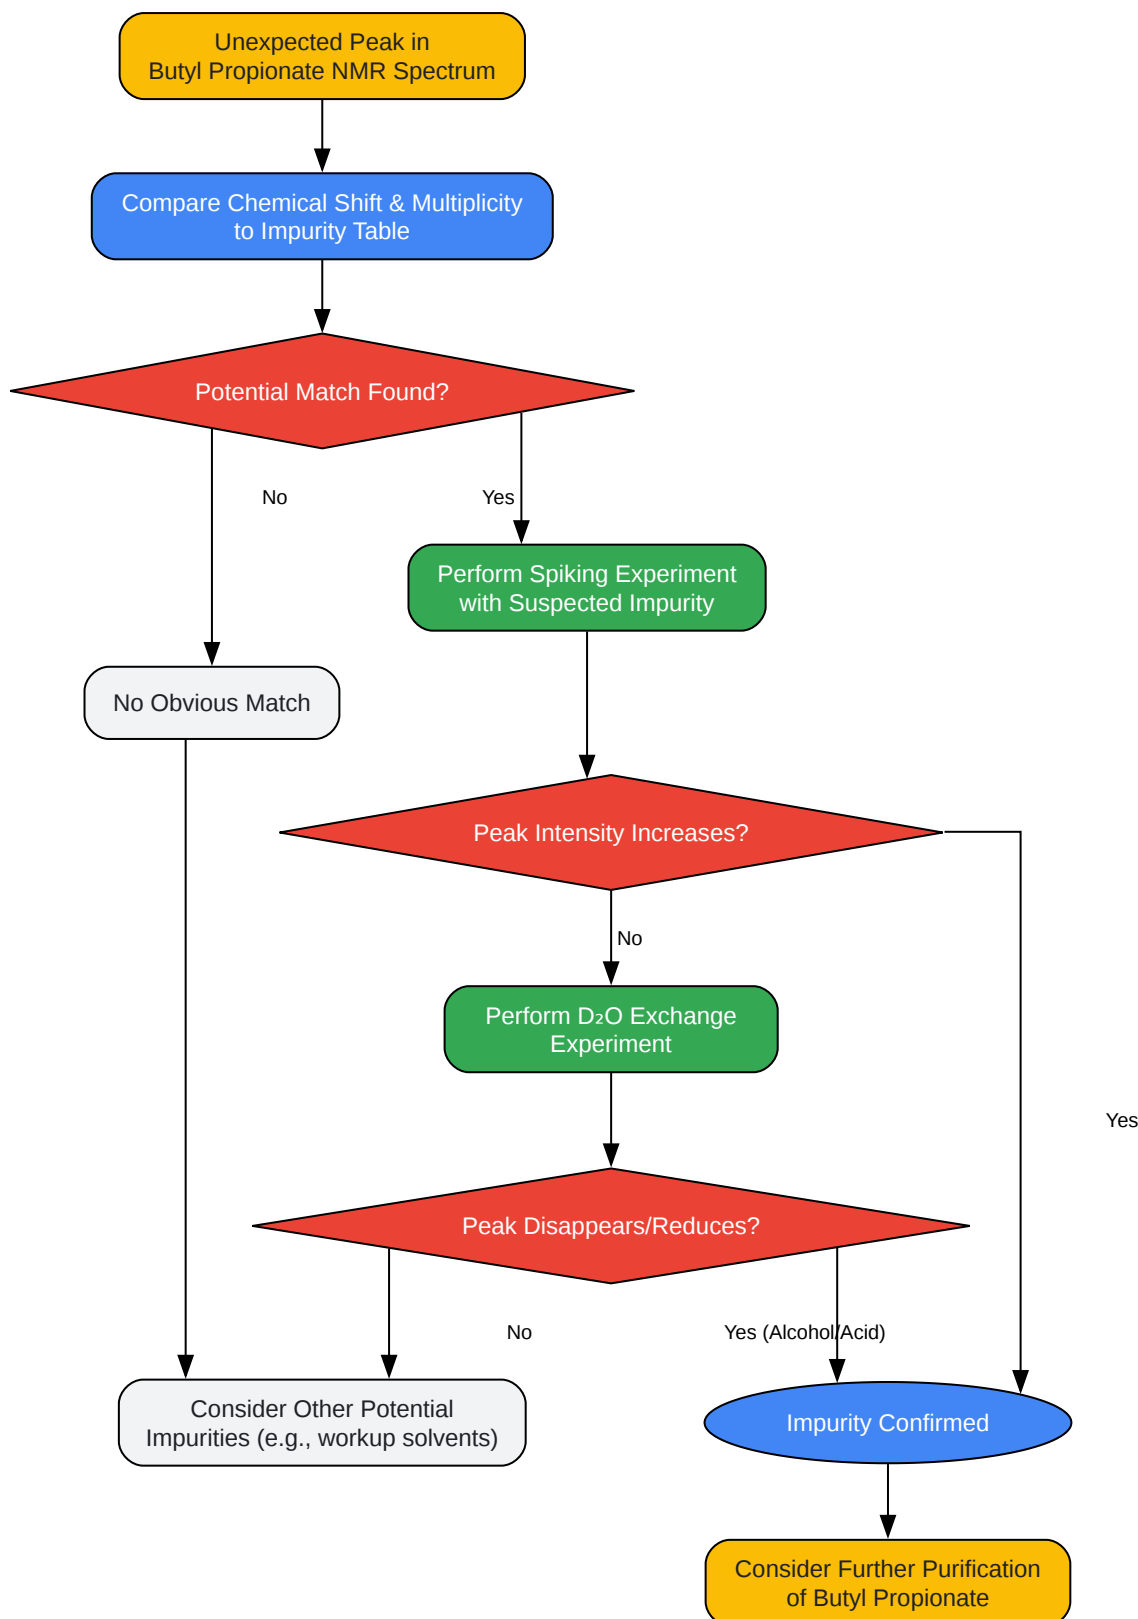 Unexpected Peak in
Butyl Propionate NMR Spectrum
Compare Chemical Shift & Multiplicity
to Impurity Table
Potential Match Found?
No
Yes
Perform Spiking Experiment
with Suspected Impurity
No Obvious Match
Peak Intensity Increases?
No
Perform D₂O Exchange
Experiment
Yes
Peak Disappears/Reduces?
No
Yes (Alcohol/Acid)
Consider Other Potential
Impurities (e.g., workup solvents)
Impurity Confirmed
Consider Further Purification
of Butyl Propionate